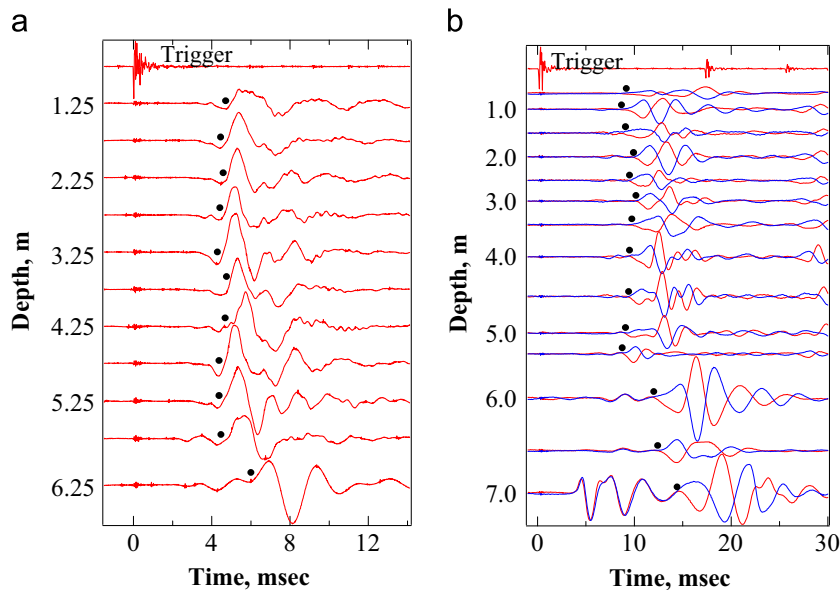 a
Trigger
1.25
2.25
3.25
4.25
5.25
6.25
Depth, m
0 4 8 12
Time, msec
b
Trigger
1.0
2.0
3.0
4.0
5.0
6.0
7.0
Depth, m
0 10 20 30
Time, msec